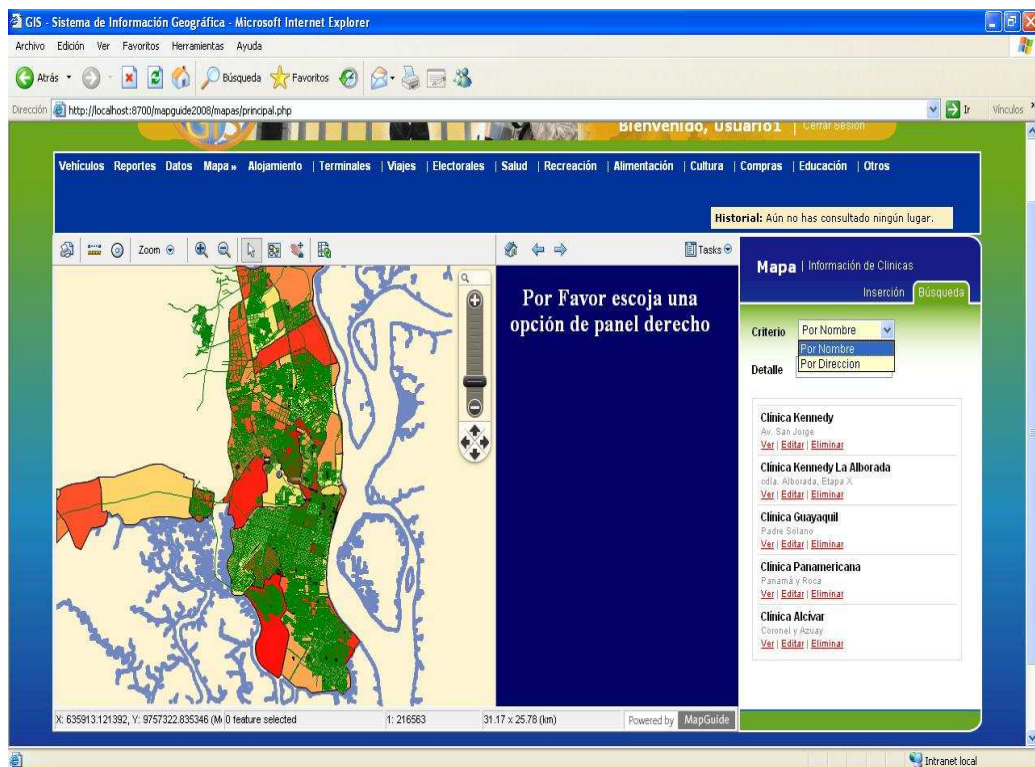 GIS - Sistema de Información Geográfica - Microsoft Internet Explorer
Archivo Edición Ver Favoritos Herramientas Ayuda
Atrás Búsqueda Favoritos
Dirección http://localhost:8700/mapguide2008/mapas/principal.php Ir Vínculos »
Bienvenido, Usuario1 | Cerrar Sesión
Vehículos Reportes Datos Mapa » Alojamiento | Terminales | Viajes | Electorales | Salud | Recreación | Alimentación | Cultura | Compras | Educación | Otros
Historial: Aún no has consultado ningún lugar.
Zoom Tasks
Por Favor escoja una
opción de panel derecho
Mapa | Información de Clinicas
Inserción Búsqueda
Criterio Por Nombre
Por Nombre
Por Direccion
Detalle
Clínica Kennedy
Av. San Jorge
Ver | Editar | Eliminar
Clínica Kennedy La Alborada
cdla. Alborada, Etapa X
Ver | Editar | Eliminar
Clínica Guayaquil
Padre Solano
Ver | Editar | Eliminar
Clínica Panamericana
Panamá y Roca
Ver | Editar | Eliminar
Clínica Alcívar
Coronel y Azuay
Ver | Editar | Eliminar
X: 635913.121392, Y: 9757322.835346 (M 0 feature selected 1: 216563 31.17 x 25.78 (km) Powered by MapGuide
Intranet local